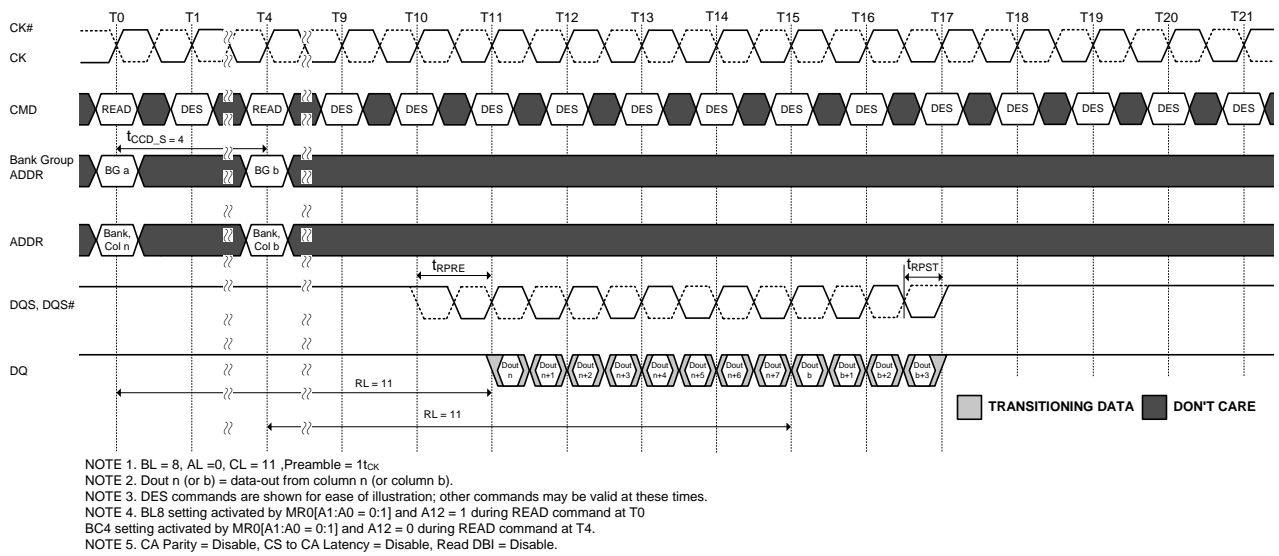 T0 T1 T4 T9 T10 T11 T12 T13 T14 T15 T16 T17 T18 T19 T20 T21
CK#
CK
CMD READ DES READ DES DES DES DES DES DES DES DES DES DES DES DES DES
tCCD_S = 4
Bank Group
ADDR
BG a BG b
ADDR
Bank,
Col n
Bank,
Col b
tRPRE tRPST
DQS, DQS#
DQ
Dout
n
Dout
n+1
Dout
n+2
Dout
n+3
Dout
n+4
Dout
n+5
Dout
n+6
Dout
n+7
Dout
b
Dout
b+1
Dout
b+2
Dout
b+3
RL = 11
RL = 11
TRANSITIONING DATA DON'T CARE
NOTE 1. BL = 8, AL =0, CL = 11 ,Preamble = 1tCK
NOTE 2. Dout n (or b) = data-out from column n (or column b).
NOTE 3. DES commands are shown for ease of illustration; other commands may be valid at these times.
NOTE 4. BL8 setting activated by MR0[A1:A0 = 0:1] and A12 = 1 during READ command at T0
BC4 setting activated by MR0[A1:A0 = 0:1] and A12 = 0 during READ command at T4.
NOTE 5. CA Parity = Disable, CS to CA Latency = Disable, Read DBI = Disable.